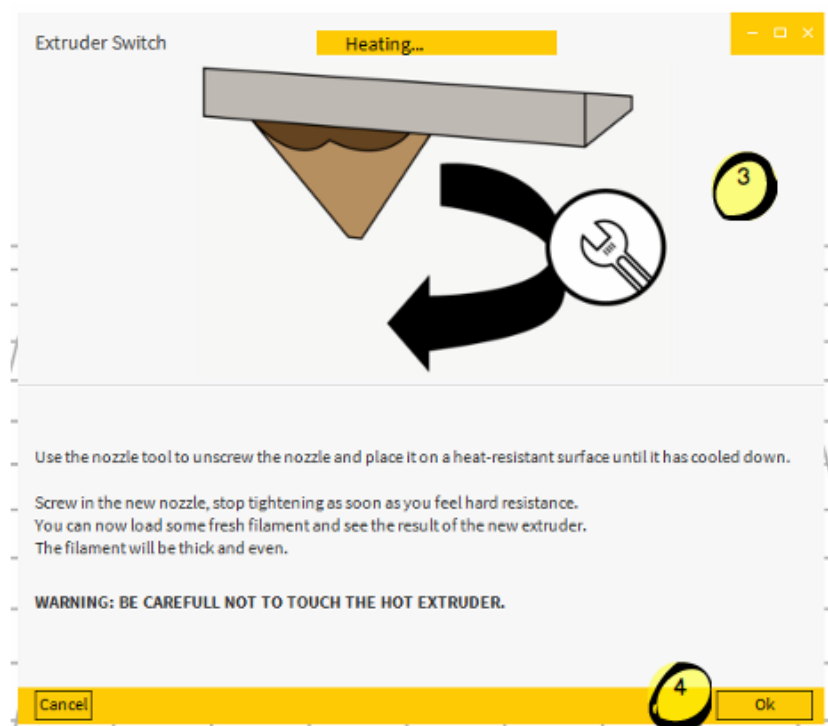 Extruder Switch
Heating...
3
Use the nozzle tool to unscrew the nozzle and place it on a heat-resistant surface until it has cooled down.
Screw in the new nozzle, stop tightening as soon as you feel hard resistance.
You can now load some fresh filament and see the result of the new extruder.
The filament will be thick and even.
WARNING: BE CAREFULL NOT TO TOUCH THE HOT EXTRUDER.
Cancel
4
Ok